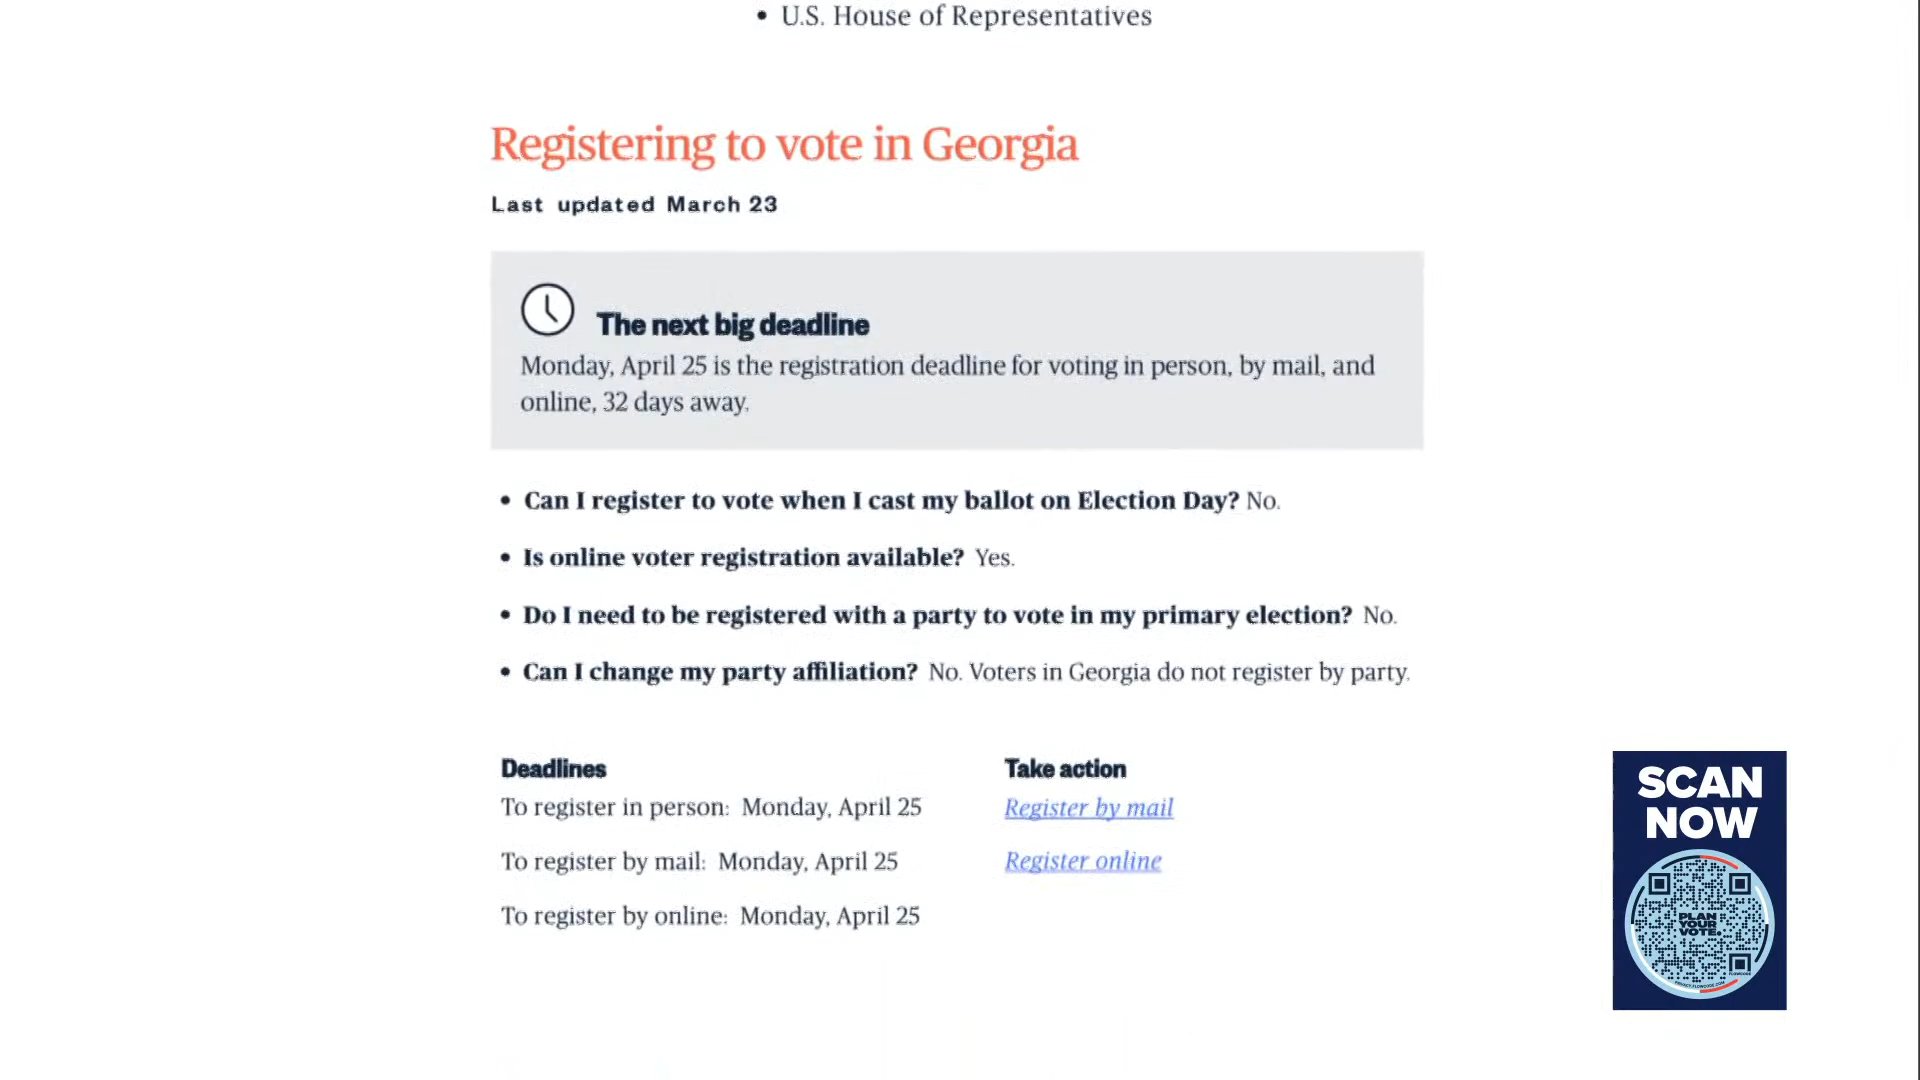 • U.S. House of Representatives
Registering to vote in Georgia
Last updated March 23
The next big deadline
Monday, April 25 is the registration deadline for voting in person, by mail, and
online, 32 days away.
• Can I register to vote when I cast my ballot on Election Day? No.
• Is online voter registration available? Yes.
• Do I need to be registered with a party to vote in my primary election? No.
• Can I change my party affiliation? No. Voters in Georgia do not register by party.
Deadlines
To register in person: Monday, April 25
To register by mail: Monday, April 25
To register by online: Monday, April 25
Take action
Register by mail
Register online
SCAN
NOW
PLAN
YOUR
VOTE.
FLOWCODE
PRIVACY.FLOWCODE.COM